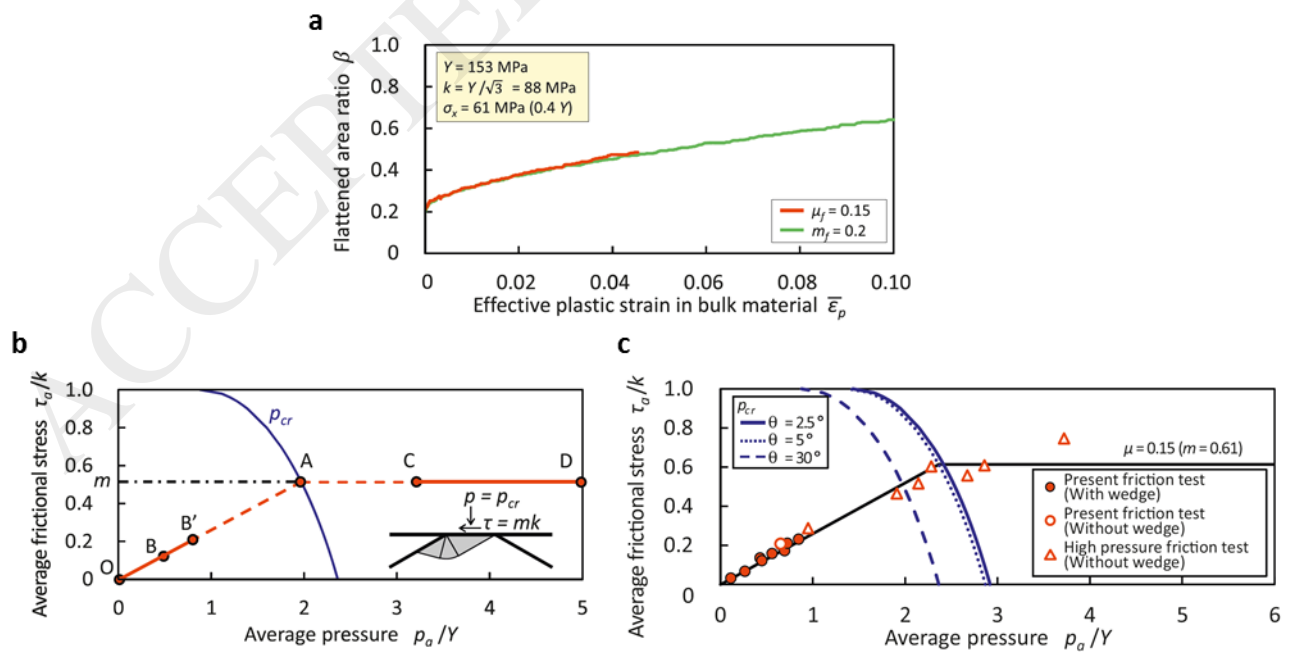 ACCEPTED
a
Flattened area ratio β
1.0
0.8
0.6
0.4
0.2
0
Y = 153 MPa
k = Y/√3 = 88 MPa
σx = 61 MPa (0.4 Y)
μf = 0.15
mf = 0.2
0 0.02 0.04 0.06 0.08 0.10
Effective plastic strain in bulk material ε̅p
b
Average frictional stress τa/k
1.0
0.8
0.6
m
0.4
0.2
0
pcr
A
C
D
B'
B
O
p = pcr
τ = mk
0 1 2 3 4 5
Average pressure pa/Y
c
Average frictional stress τa/k
1.0
0.8
0.6
0.4
0.2
0
pcr
θ = 2.5°
θ = 5°
θ = 30°
μ = 0.15 (m = 0.61)
Present friction test
(With wedge)
Present friction test
(Without wedge)
High pressure friction test
(Without wedge)
0 1 2 3 4 5 6
Average pressure pa/Y